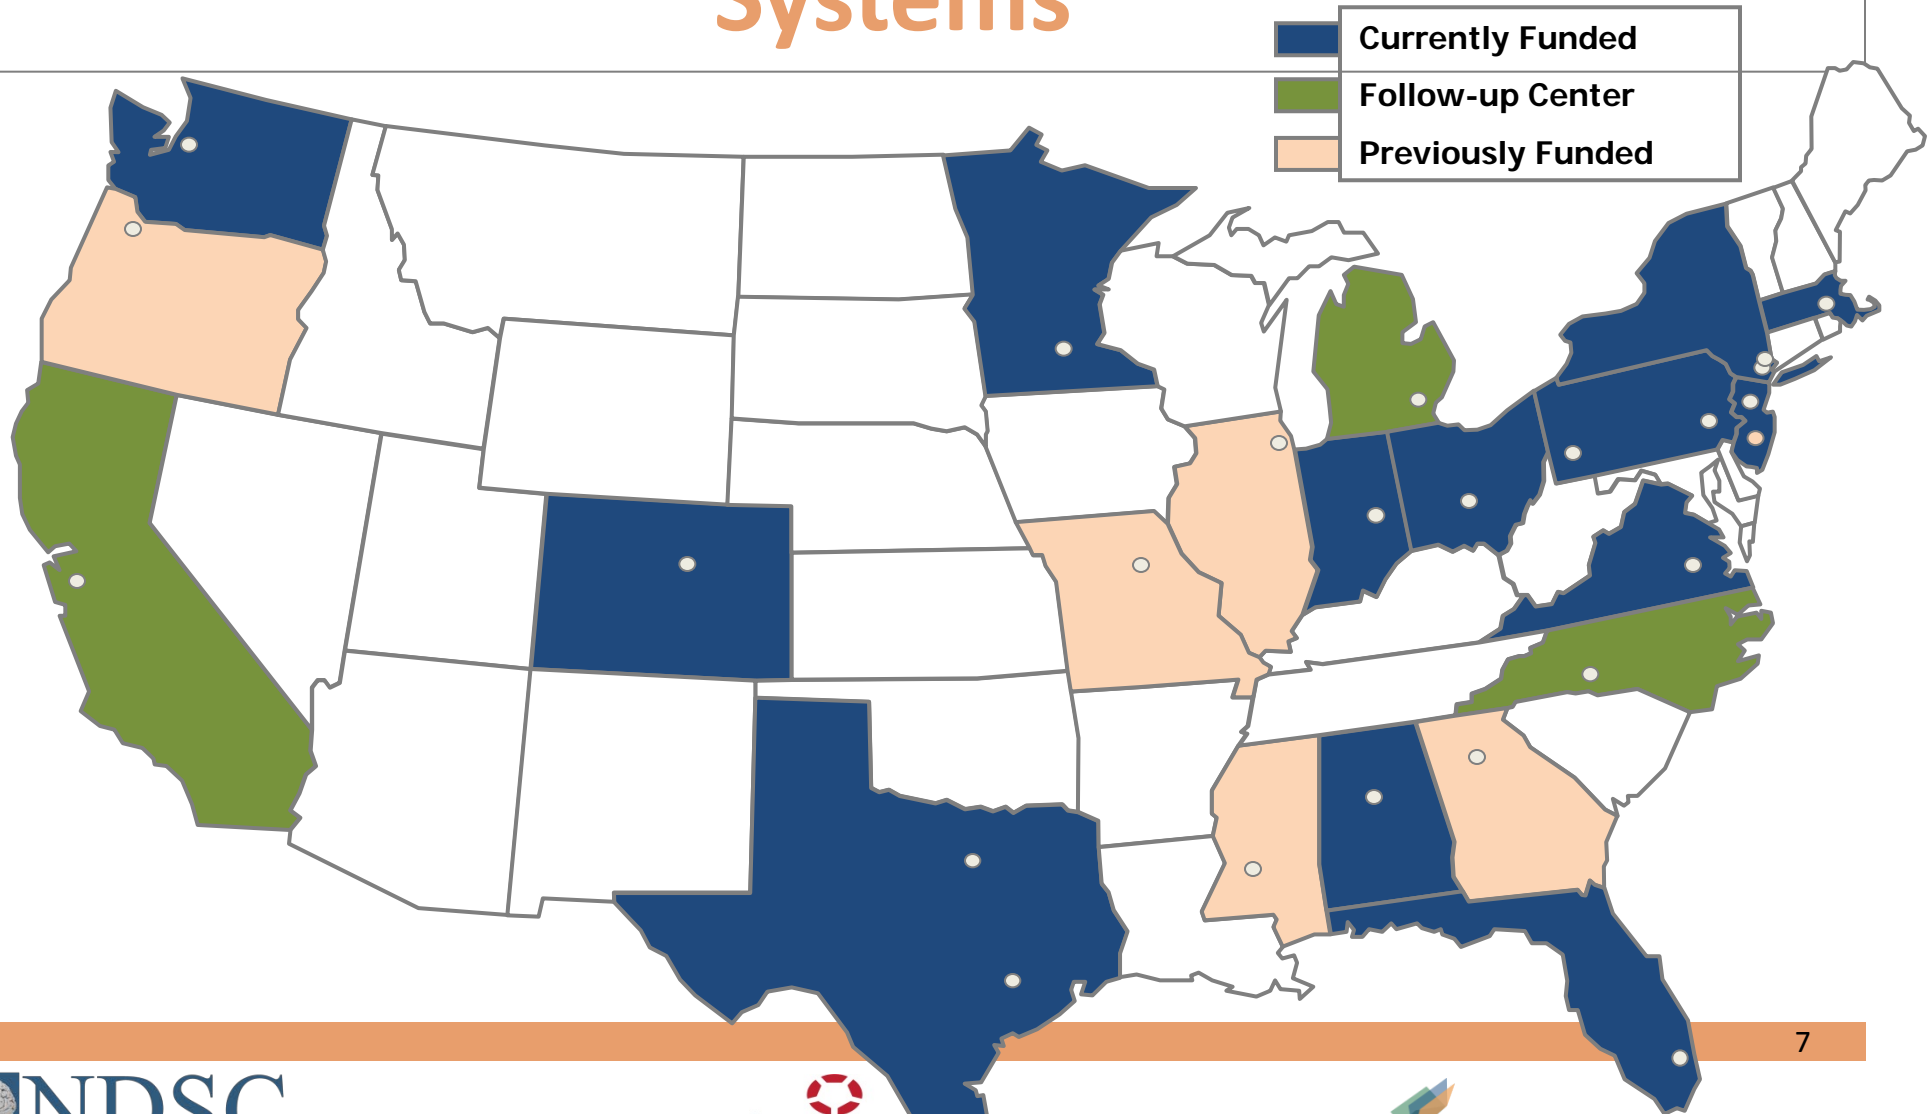 Systems
Currently Funded
Follow-up Center
Previously Funded
7
NDSC